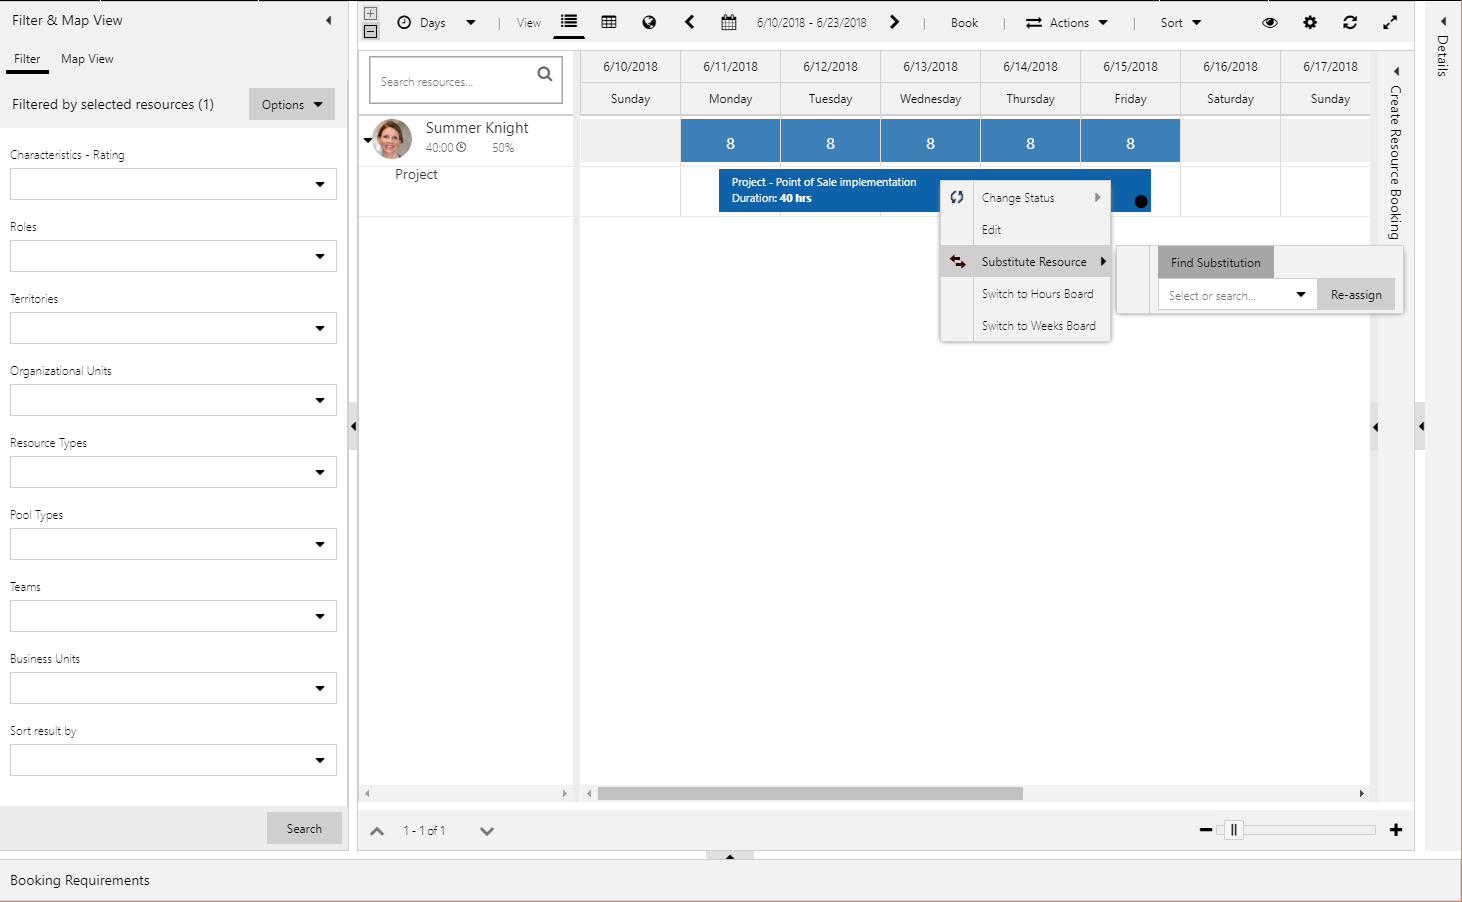 Filter & Map View
Filter
Map View
Filtered by selected resources (1)
Options
Characteristics - Rating
Roles
Territories
Organizational Units
Resource Types
Pool Types
Teams
Business Units
Sort result by
Search
Days
View
6/10/2018 - 6/23/2018
Book
Actions
Sort
Search resources...
6/10/2018 6/11/2018 6/12/2018 6/13/2018 6/14/2018 6/15/2018 6/16/2018 6/17/2018
Sunday Monday Tuesday Wednesday Thursday Friday Saturday Sunday
Summer Knight
40:00 50%
8 8 8 8 8
Project
Project - Point of Sale implementation
Duration: 40 hrs
Change Status
Edit
Substitute Resource
Switch to Hours Board
Switch to Weeks Board
Find Substitution
Select or search...
Re-assign
Create Resource Booking
Details
1 - 1 of 1
Booking Requirements